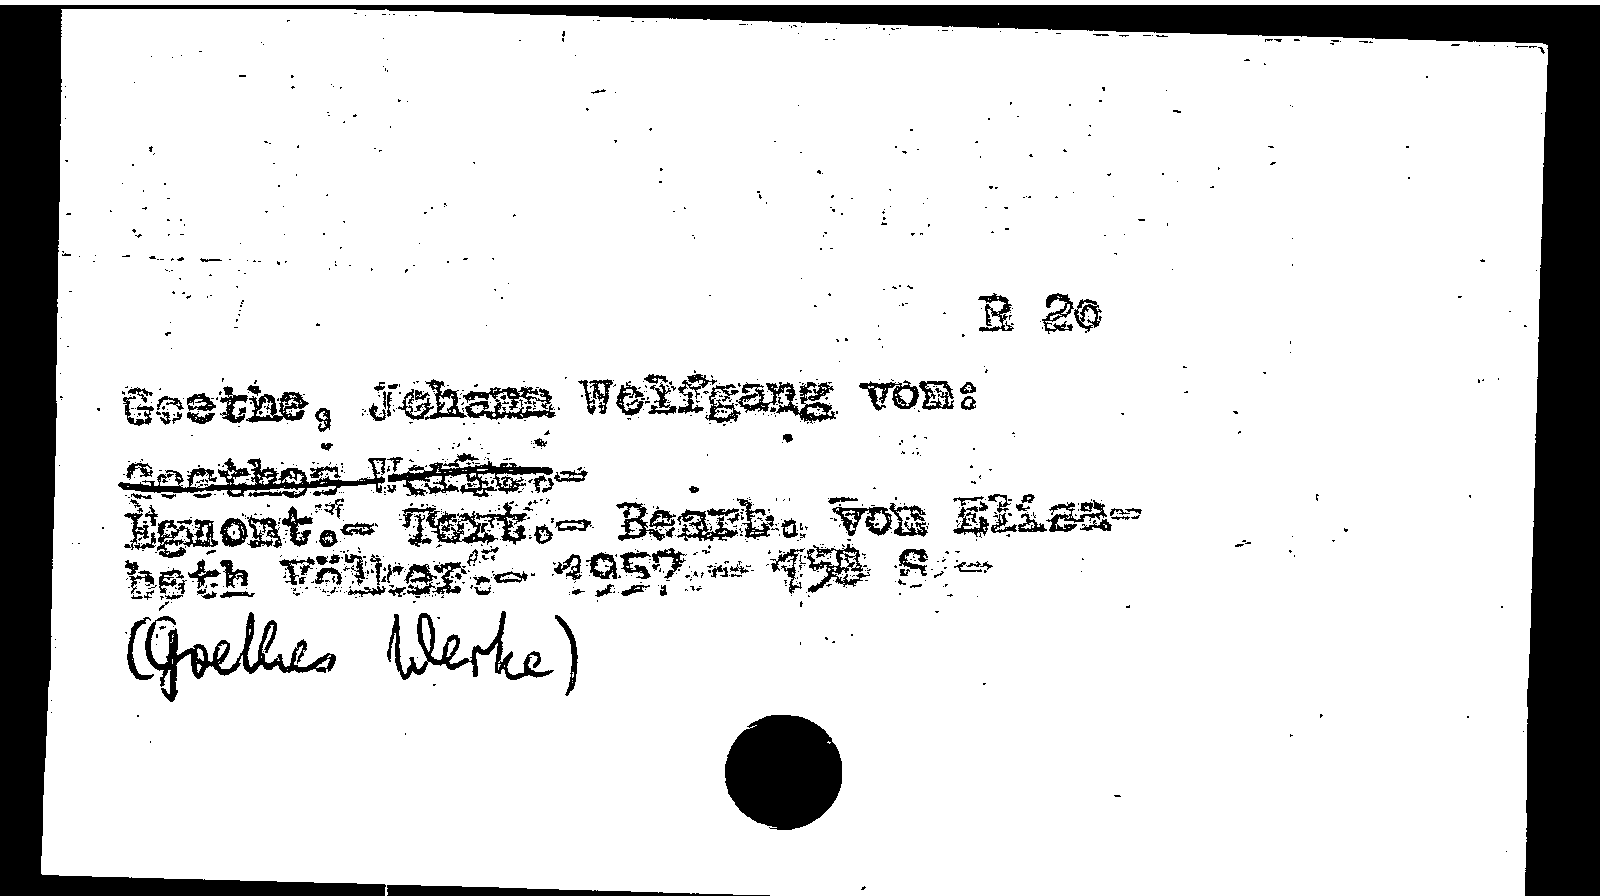 R 20
Goethe, Johann Wolfgang von:
Goethes Werke.-
Egmont.- Text.- Bearb. von Elisa-
beth Völker.- 1957.- 158 S.-
(Goethes Werke)